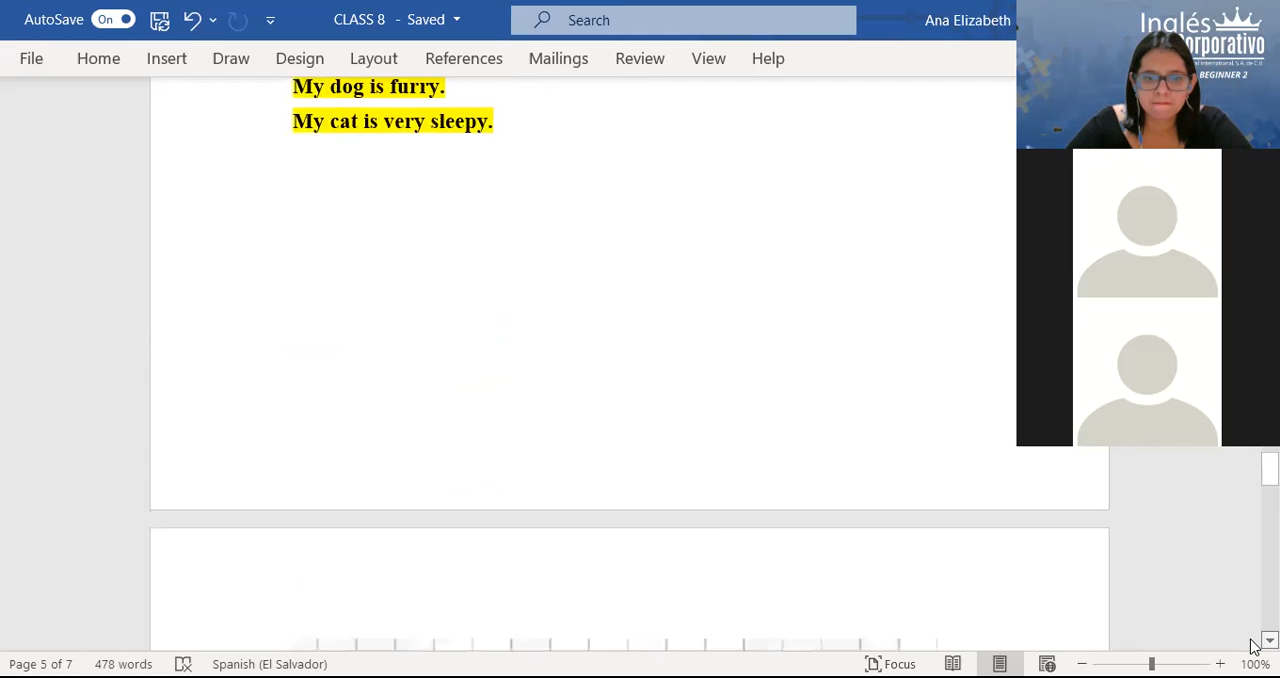 AutoSave On CLASS 8 - Saved Search Ana Elizabeth
Inglés
Corporativo
BEGINNER 2
File Home Insert Draw Design Layout References Mailings Review View Help
My dog is furry.
My cat is very sleepy.
Page 5 of 7 478 words Spanish (El Salvador) Focus 100%